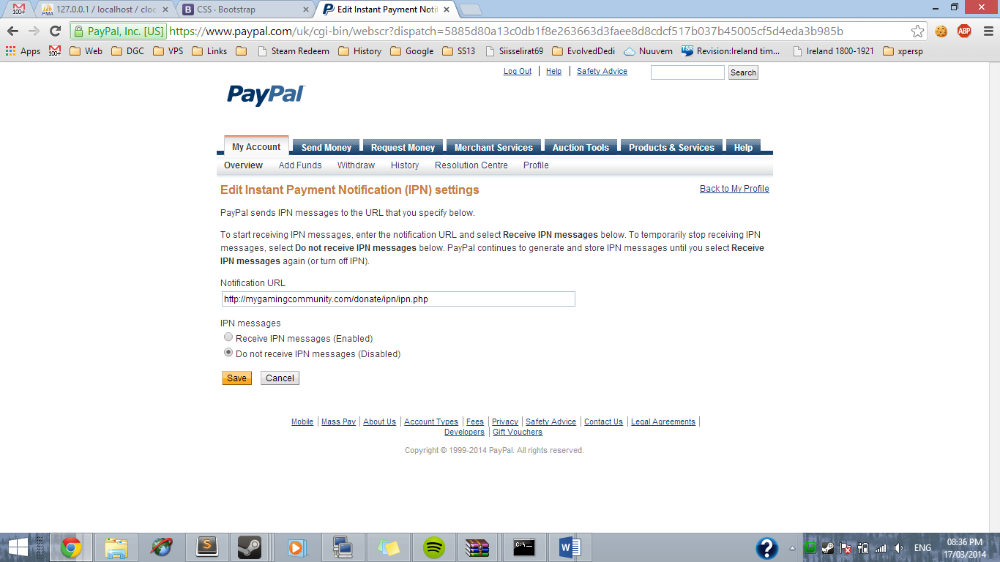 100+
127.0.0.1 / localhost / cloc
CSS · Bootstrap
Edit Instant Payment Notif
PayPal, Inc. [US]
https://www.paypal.com/uk/cgi-bin/webscr?dispatch=5885d80a13c0db1f8e263663d3faee8d8cdcf517b037b45005cf5d4eda3b985b
ABP
Apps
100+
Web
DGC
VPS
Links
Steam Redeem
History
Google
SS13
Siisselirat69
EvolvedDedi
Nuuvem
TSR
Revision:Ireland tim...
Ireland 1800-1921
xpersp
Log Out
Help
Safety Advice
Search
PayPal
My Account
Send Money
Request Money
Merchant Services
Auction Tools
Products & Services
Help
Overview
Add Funds
Withdraw
History
Resolution Centre
Profile
Edit Instant Payment Notification (IPN) settings
Back to My Profile
PayPal sends IPN messages to the URL that you specify below.
To start receiving IPN messages, enter the notification URL and select Receive IPN messages below. To temporarily stop receiving IPN
messages, select Do not receive IPN messages below. PayPal continues to generate and store IPN messages until you select Receive
IPN messages again (or turn off IPN).
Notification URL
http://mygamingcommunity.com/donate/ipn/ipn.php
IPN messages
Receive IPN messages (Enabled)
Do not receive IPN messages (Disabled)
Save
Cancel
Mobile
Mass Pay
About Us
Account Types
Fees
Privacy
Safety Advice
Contact Us
Legal Agreements
Developers
Gift Vouchers
Copyright © 1999-2014 PayPal. All rights reserved.
ENG
08:36 PM
17/03/2014